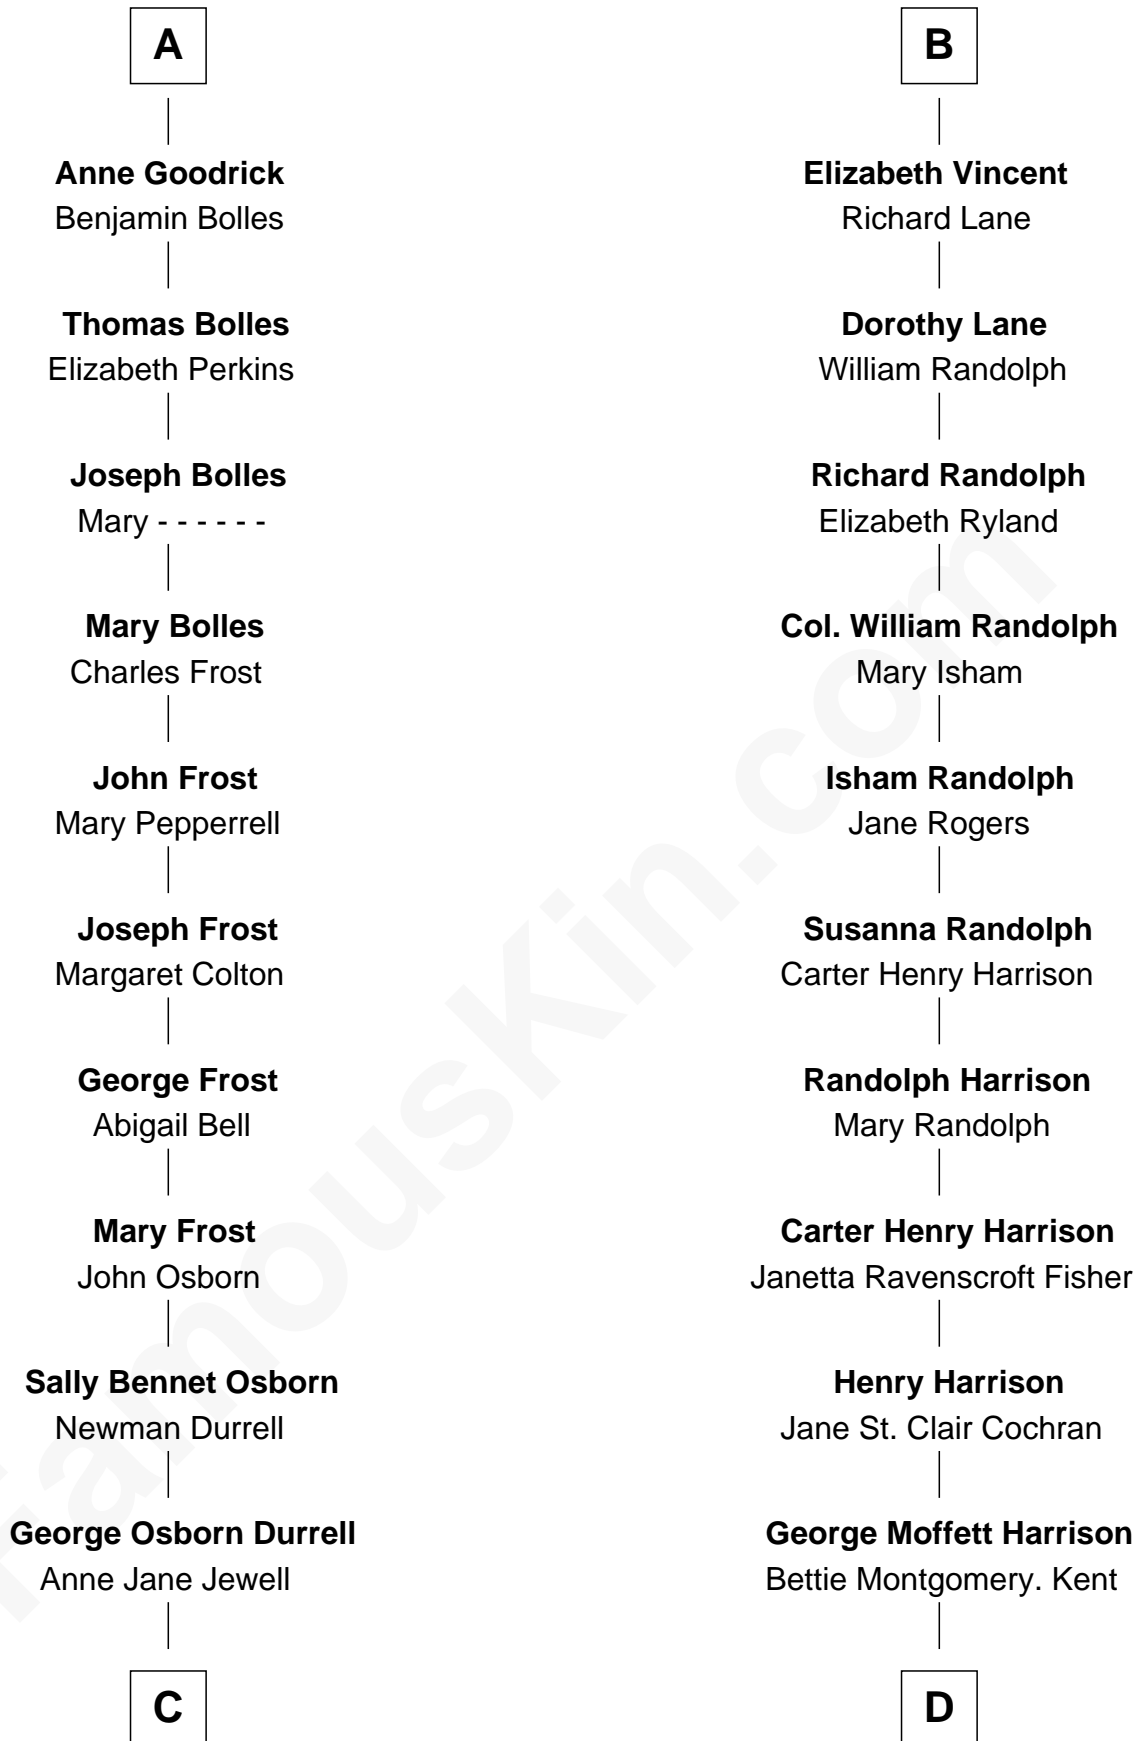 A
Anne Goodrick
Benjamin Bolles
Thomas Bolles
Elizabeth Perkins
Joseph Bolles
Mary - - - - - -
Mary Bolles
Charles Frost
John Frost
Mary Pepperrell
Joseph Frost
Margaret Colton
George Frost
Abigail Bell
Mary Frost
John Osborn
Sally Bennet Osborn
Newman Durrell
George Osborn Durrell
Anne Jane Jewell
C
B
Elizabeth Vincent
Richard Lane
Dorothy Lane
William Randolph
Richard Randolph
Elizabeth Ryland
Col. William Randolph
Mary Isham
Isham Randolph
Jane Rogers
Susanna Randolph
Carter Henry Harrison
Randolph Harrison
Mary Randolph
Carter Henry Harrison
Janetta Ravenscroft Fisher
Henry Harrison
Jane St. Clair Cochran
George Moffett Harrison
Bettie Montgomery. Kent
D
FamousKin.com